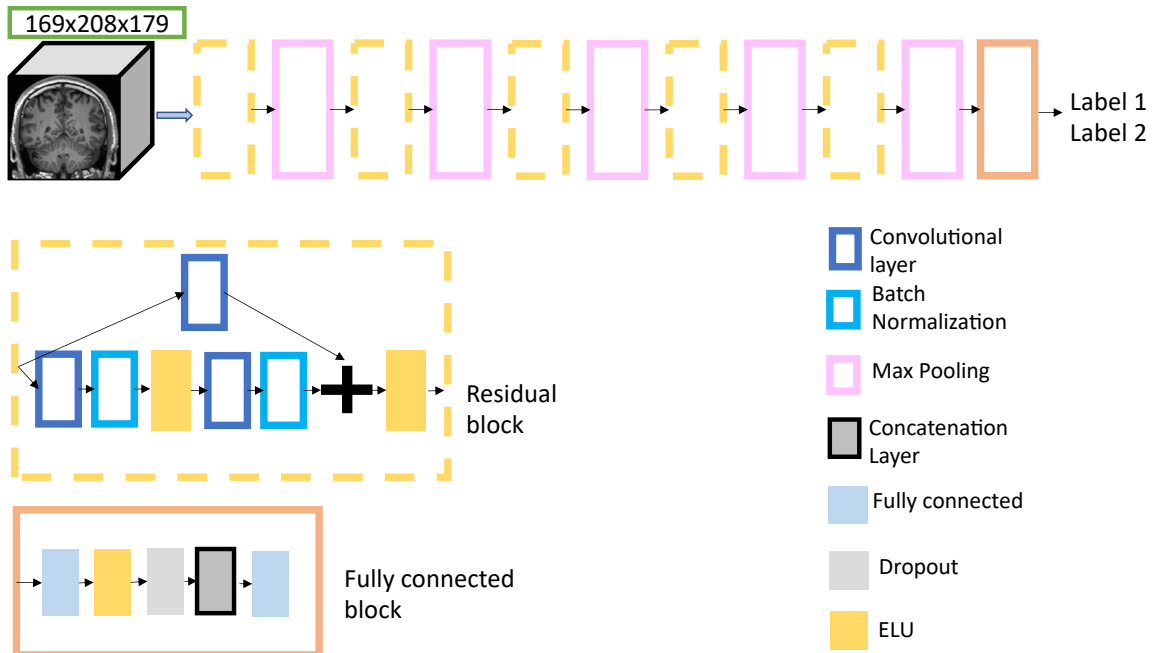 169x208x179
Label 1
Label 2
Convolutional
layer
Batch
Normalization
Max Pooling
Residual
block
Concatenation
Layer
Fully connected
Fully connected
block
Dropout
ELU